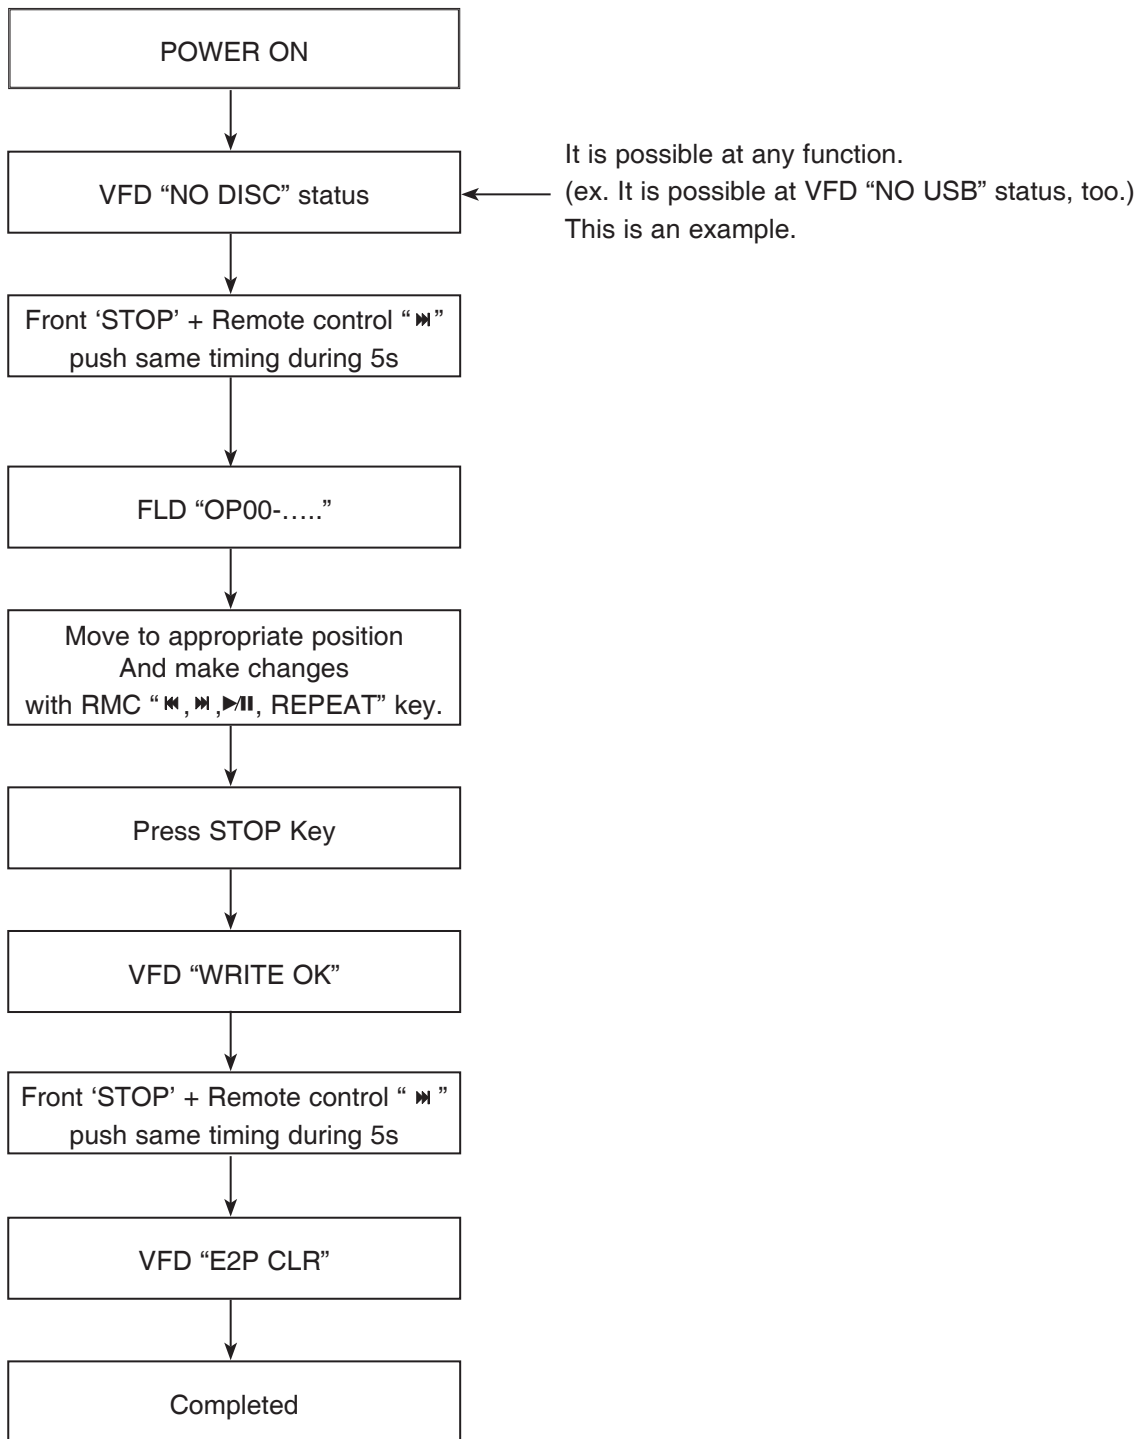 POWER ON
VFD “NO DISC” status
It is possible at any function.
(ex. It is possible at VFD “NO USB” status, too.)
This is an example.
Front ‘STOP’ + Remote control “⏭”
push same timing during 5s
FLD “OP00-…..”
Move to appropriate position
And make changes
with RMC “⏮, ⏭, ⏯, REPEAT” key.
Press STOP Key
VFD “WRITE OK”
Front ‘STOP’ + Remote control “ ⏭ ”
push same timing during 5s
VFD “E2P CLR”
Completed